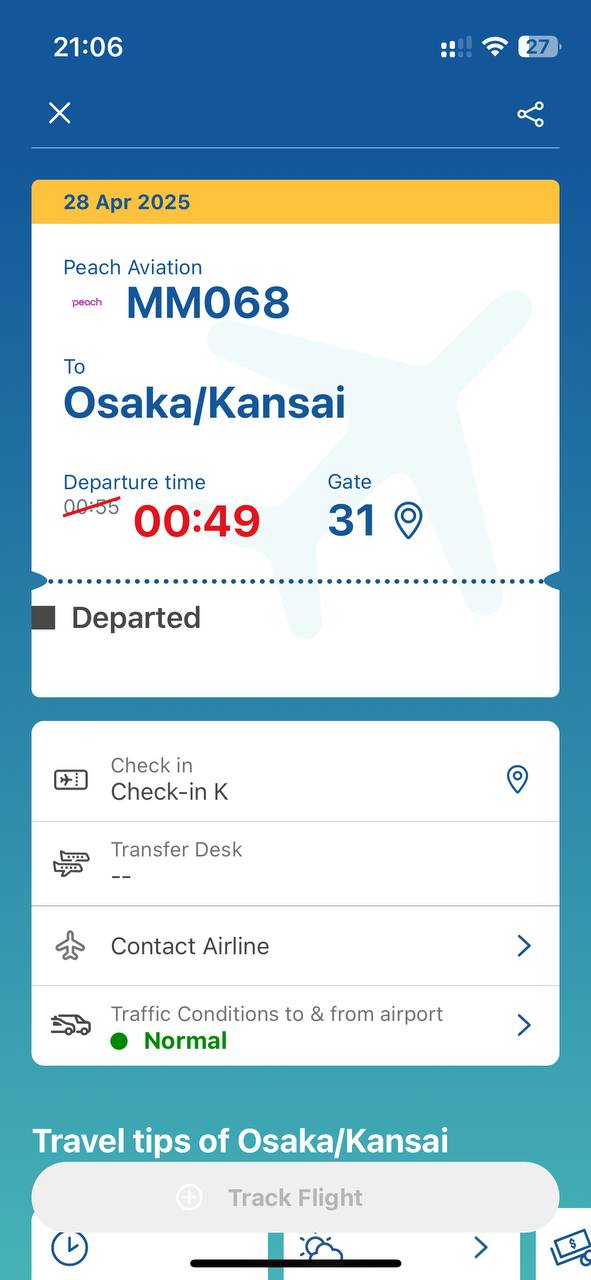 21:06
27
28 Apr 2025
Peach Aviation
peach MM068
To
Osaka/Kansai
Departure time
00:55 00:49
Gate
31
Departed
Check in
Check-in K
Transfer Desk
--
Contact Airline
Traffic Conditions to & from airport
Normal
Travel tips of Osaka/Kansai
Track Flight
$